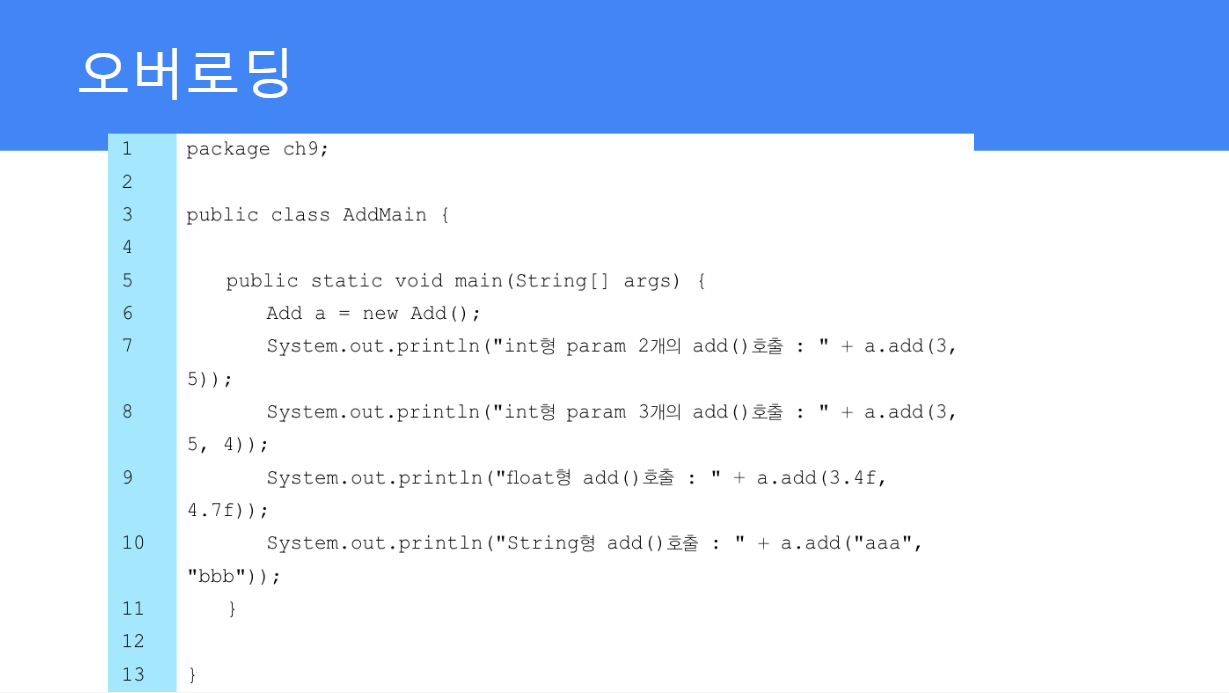 오버로딩
1 package ch9;
2
3 public class AddMain {
4
5 public static void main(String[] args) {
6 Add a = new Add();
7 System.out.println("int형 param 2개의 add()호출 : " + a.add(3,
5));
8 System.out.println("int형 param 3개의 add()호출 : " + a.add(3,
5, 4));
9 System.out.println("float형 add()호출 : " + a.add(3.4f,
4.7f));
10 System.out.println("String형 add()호출 : " + a.add("aaa",
"bbb"));
11 }
12
13 }